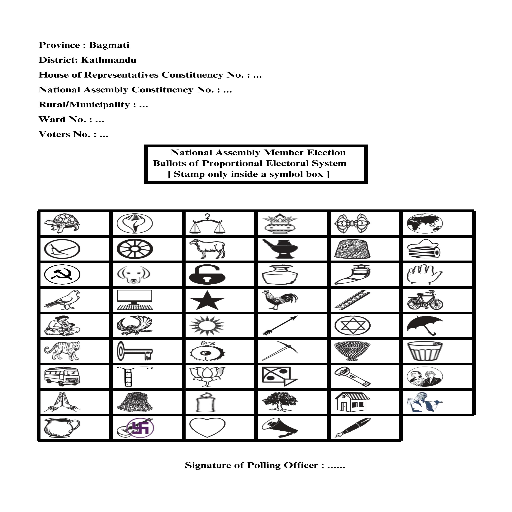 Province : Bagmati
District: Kathmandu
House of Representatives Constituency No. : ...
National Assembly Constituency No. : ...
Rural/Municipality : ...
Ward No. : ...
Voters No. : ...
National Assembly Member Election
Ballots of Proportional Electoral System
[ Stamp only inside a symbol box ]
Signature of Polling Officer : ......